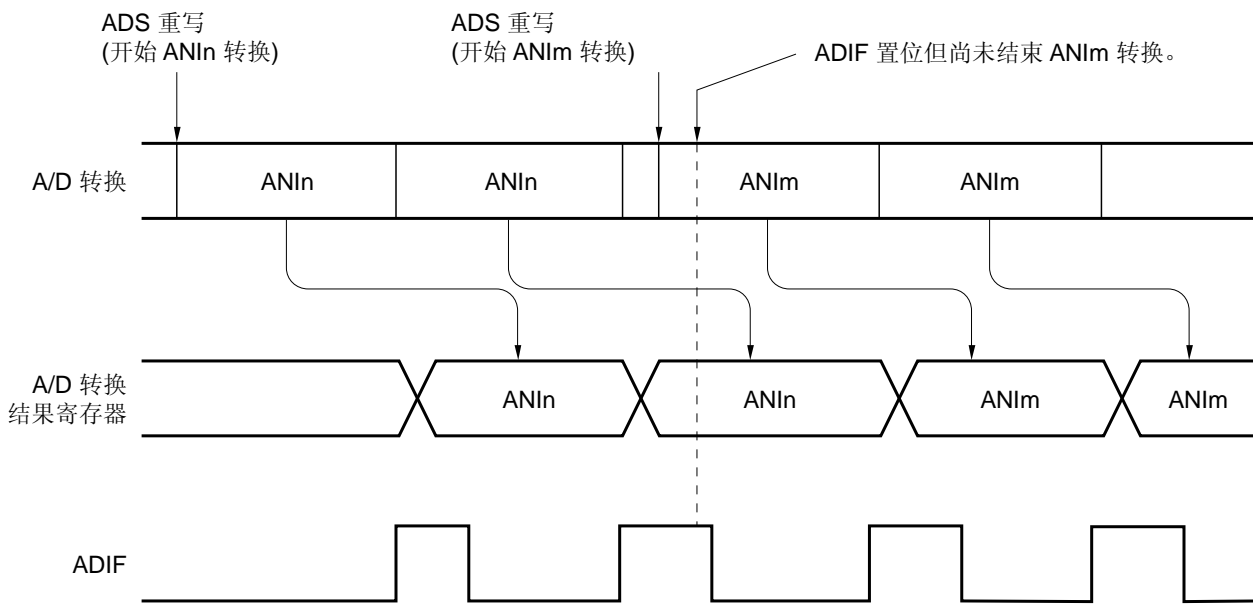 ADS 重写
(开始 ANIn 转换)
ADS 重写
(开始 ANIm 转换)
ADIF 置位但尚未结束 ANIm 转换。
A/D 转换
ANIn
ANIn
ANIm
ANIm
A/D 转换
结果寄存器
ANIn
ANIn
ANIm
ANIm
ADIF